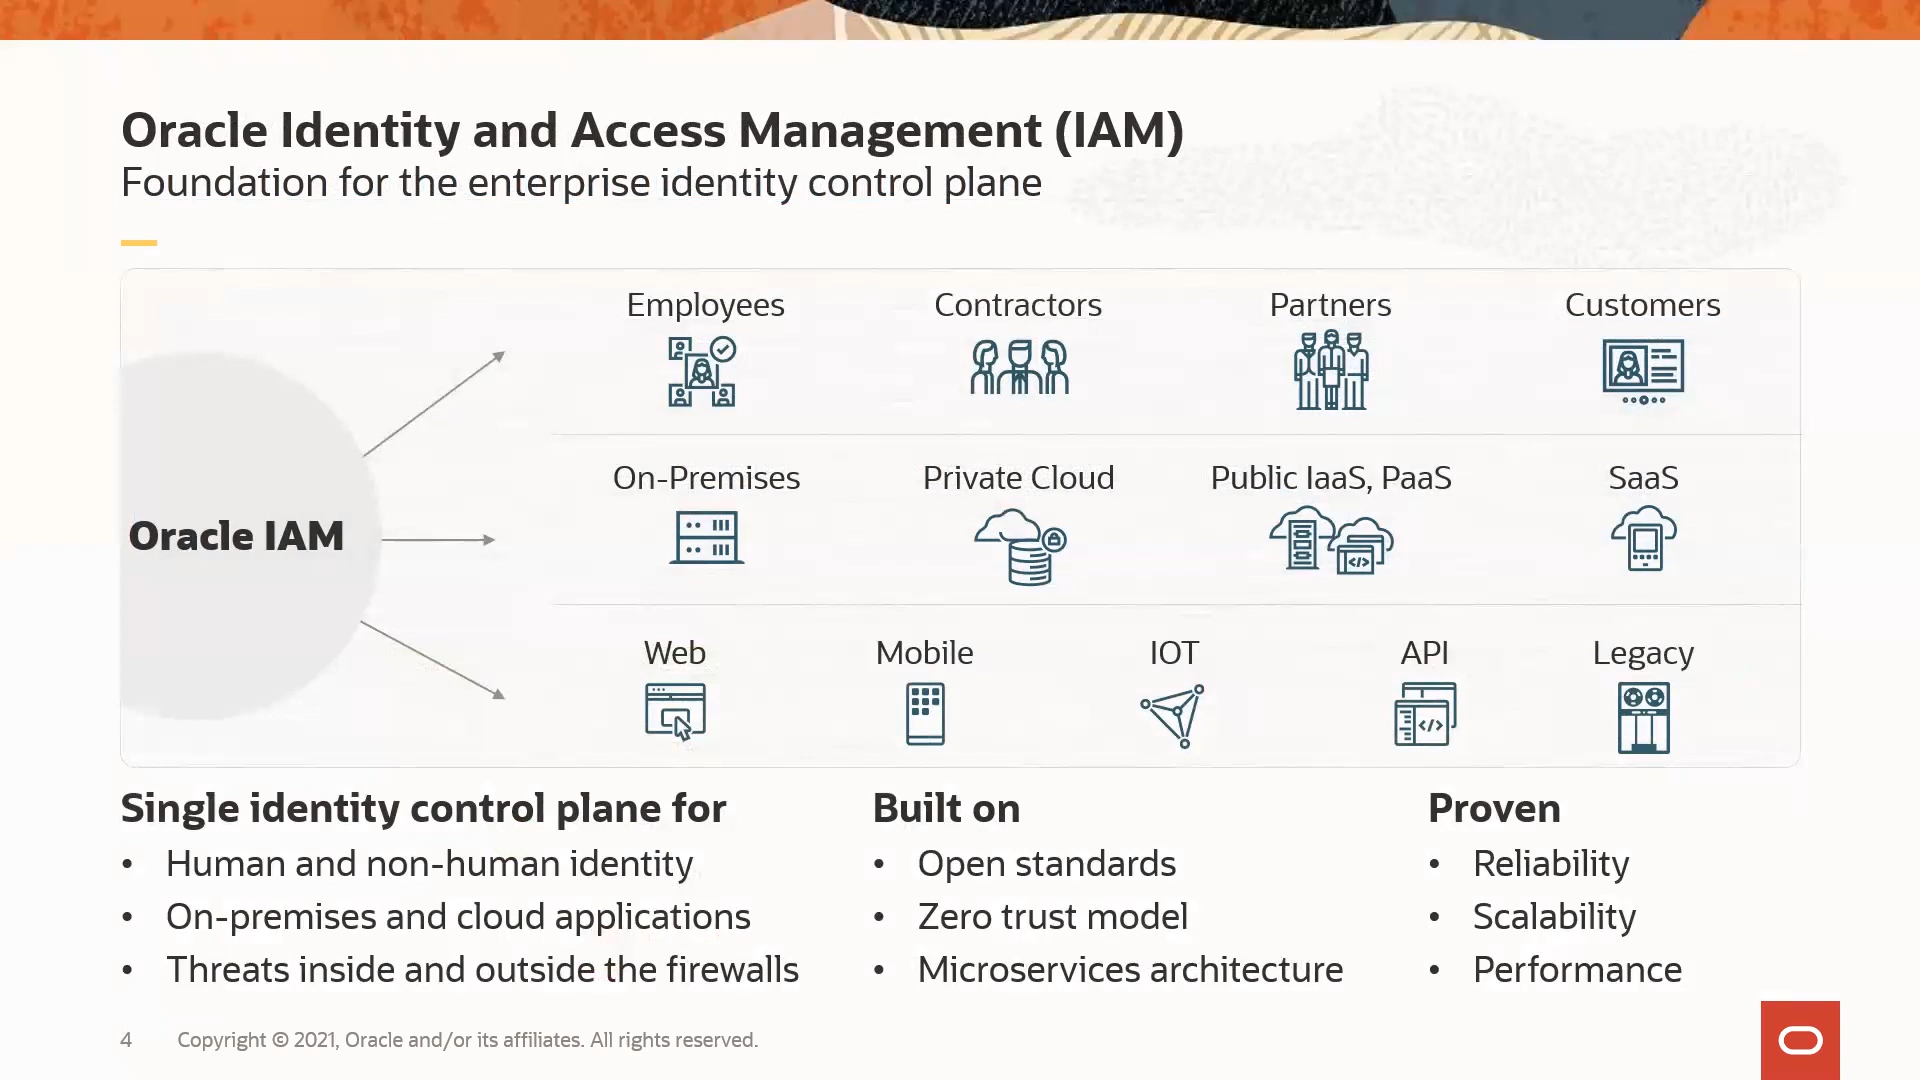 Oracle Identity and Access Management (IAM)
Foundation for the enterprise identity control plane
Employees Contractors Partners Customers
Oracle IAM
On-Premises Private Cloud Public IaaS, PaaS SaaS
Web Mobile IOT API Legacy
Single identity control plane for
• Human and non-human identity
• On-premises and cloud applications
• Threats inside and outside the firewalls
Built on
• Open standards
• Zero trust model
• Microservices architecture
Proven
• Reliability
• Scalability
• Performance
4 Copyright © 2021, Oracle and/or its affiliates. All rights reserved.